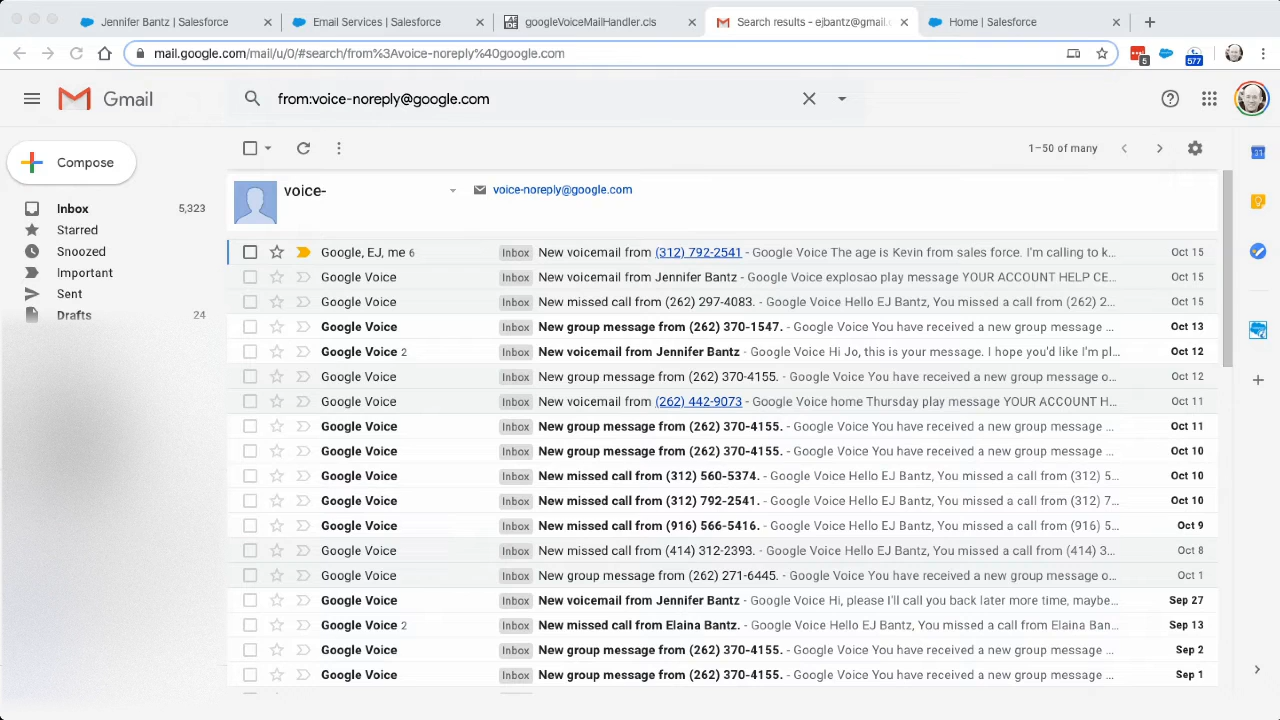 Jennifer Bantz | Salesforce
Email Services | Salesforce
googleVoiceMailHandler.cls
Search results - ejbantz@gmail.
Home | Salesforce
mail.google.com/mail/u/0/#search/from%3Avoice-noreply%40google.com
5
577
Gmail
from:voice-noreply@google.com
Compose
1–50 of many
31
voice-
voice-noreply@google.com
Inbox 5,323
Starred
Snoozed
Important
Sent
Drafts 24
Google, EJ, me 6 Inbox New voicemail from (312) 792-2541 - Google Voice The age is Kevin from sales force. I'm calling to k... Oct 15
Google Voice Inbox New voicemail from Jennifer Bantz - Google Voice explosao play message YOUR ACCOUNT HELP CE... Oct 15
Google Voice Inbox New missed call from (262) 297-4083. - Google Voice Hello EJ Bantz, You missed a call from (262) 2... Oct 15
Google Voice Inbox New group message from (262) 370-1547. - Google Voice You have received a new group message ... Oct 13
Google Voice 2 Inbox New voicemail from Jennifer Bantz - Google Voice Hi Jo, this is your message. I hope you'd like I'm pl... Oct 12
Google Voice Inbox New group message from (262) 370-4155. - Google Voice You have received a new group message o... Oct 12
Google Voice Inbox New voicemail from (262) 442-9073 - Google Voice home Thursday play message YOUR ACCOUNT H... Oct 11
Google Voice Inbox New group message from (262) 370-4155. - Google Voice You have received a new group message ... Oct 11
Google Voice Inbox New group message from (262) 370-4155. - Google Voice You have received a new group message ... Oct 10
Google Voice Inbox New missed call from (312) 560-5374. - Google Voice Hello EJ Bantz, You missed a call from (312) 5... Oct 10
Google Voice Inbox New missed call from (312) 792-2541. - Google Voice Hello EJ Bantz, You missed a call from (312) 7... Oct 10
Google Voice Inbox New missed call from (916) 566-5416. - Google Voice Hello EJ Bantz, You missed a call from (916) 5... Oct 9
Google Voice Inbox New missed call from (414) 312-2393. - Google Voice Hello EJ Bantz, You missed a call from (414) 3... Oct 8
Google Voice Inbox New group message from (262) 271-6445. - Google Voice You have received a new group message o... Oct 1
Google Voice Inbox New voicemail from Jennifer Bantz - Google Voice Hi, please I'll call you back later more time, maybe... Sep 27
Google Voice 2 Inbox New missed call from Elaina Bantz. - Google Voice Hello EJ Bantz, You missed a call from Elaina Ban... Sep 13
Google Voice Inbox New group message from (262) 370-4155. - Google Voice You have received a new group message ... Sep 2
Google Voice Inbox New group message from (262) 370-4155. - Google Voice You have received a new group message ... Sep 1